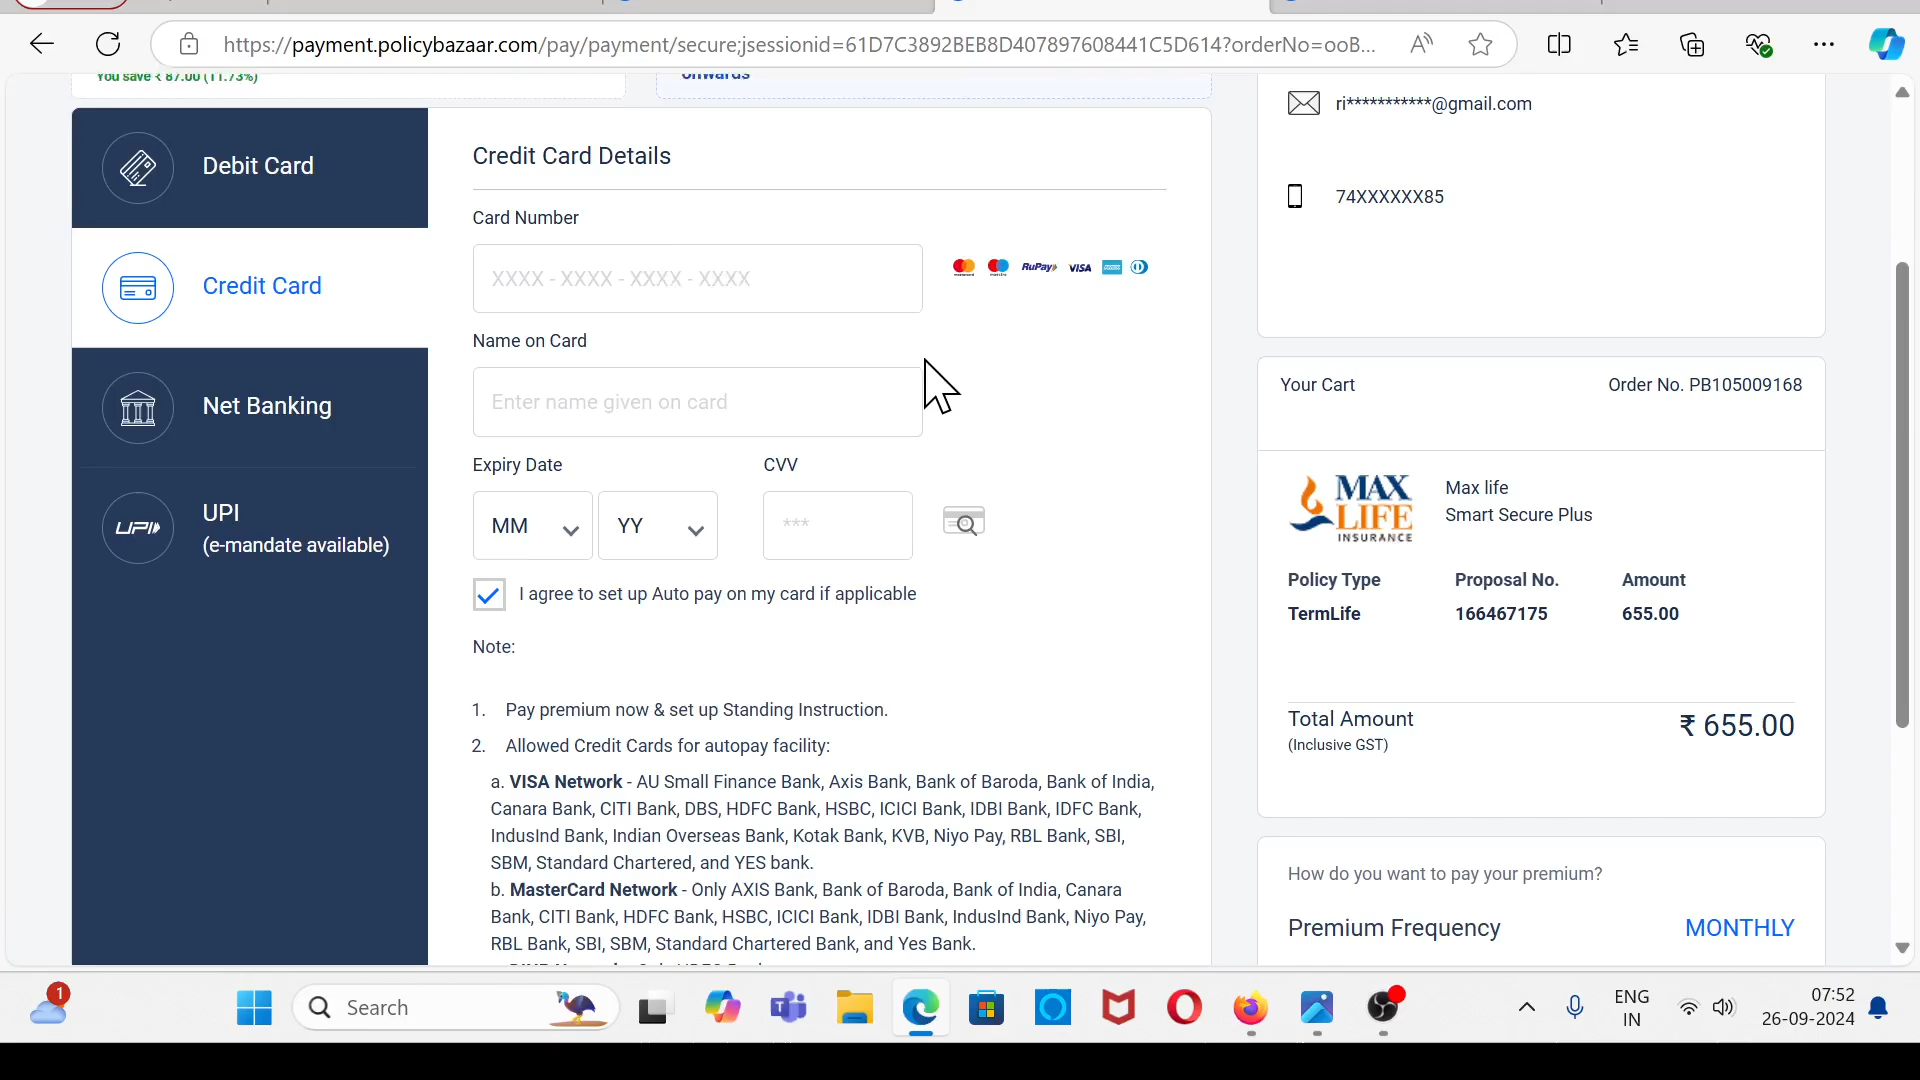 https://payment.policybazaar.com/pay/payment/secure;jsessionid=61D7C3892BEB8D407897608441C5D614?orderNo=ooB...
You save ₹ 87.00 (11.73%)
onwards
ri***********@gmail.com
74XXXXXX85
Debit Card
Credit Card
Net Banking
UPI
(e-mandate available)
Credit Card Details
Card Number
XXXX - XXXX - XXXX - XXXX
RuPay VISA
Name on Card
Enter name given on card
Expiry Date CVV
MM YY ***
I agree to set up Auto pay on my card if applicable
Note:
1. Pay premium now & set up Standing Instruction.
2. Allowed Credit Cards for autopay facility:
a. VISA Network - AU Small Finance Bank, Axis Bank, Bank of Baroda, Bank of India,
Canara Bank, CITI Bank, DBS, HDFC Bank, HSBC, ICICI Bank, IDBI Bank, IDFC Bank,
IndusInd Bank, Indian Overseas Bank, Kotak Bank, KVB, Niyo Pay, RBL Bank, SBI,
SBM, Standard Chartered, and YES bank.
b. MasterCard Network - Only AXIS Bank, Bank of Baroda, Bank of India, Canara
Bank, CITI Bank, HDFC Bank, HSBC, ICICI Bank, IDBI Bank, IndusInd Bank, Niyo Pay,
RBL Bank, SBI, SBM, Standard Chartered Bank, and Yes Bank.
Your Cart Order No. PB105009168
MAX
LIFE
INSURANCE
Max life
Smart Secure Plus
Policy Type Proposal No. Amount
TermLife 166467175 655.00
Total Amount ₹ 655.00
(Inclusive GST)
How do you want to pay your premium?
Premium Frequency MONTHLY
1
Search
ENG
IN
07:52
26-09-2024